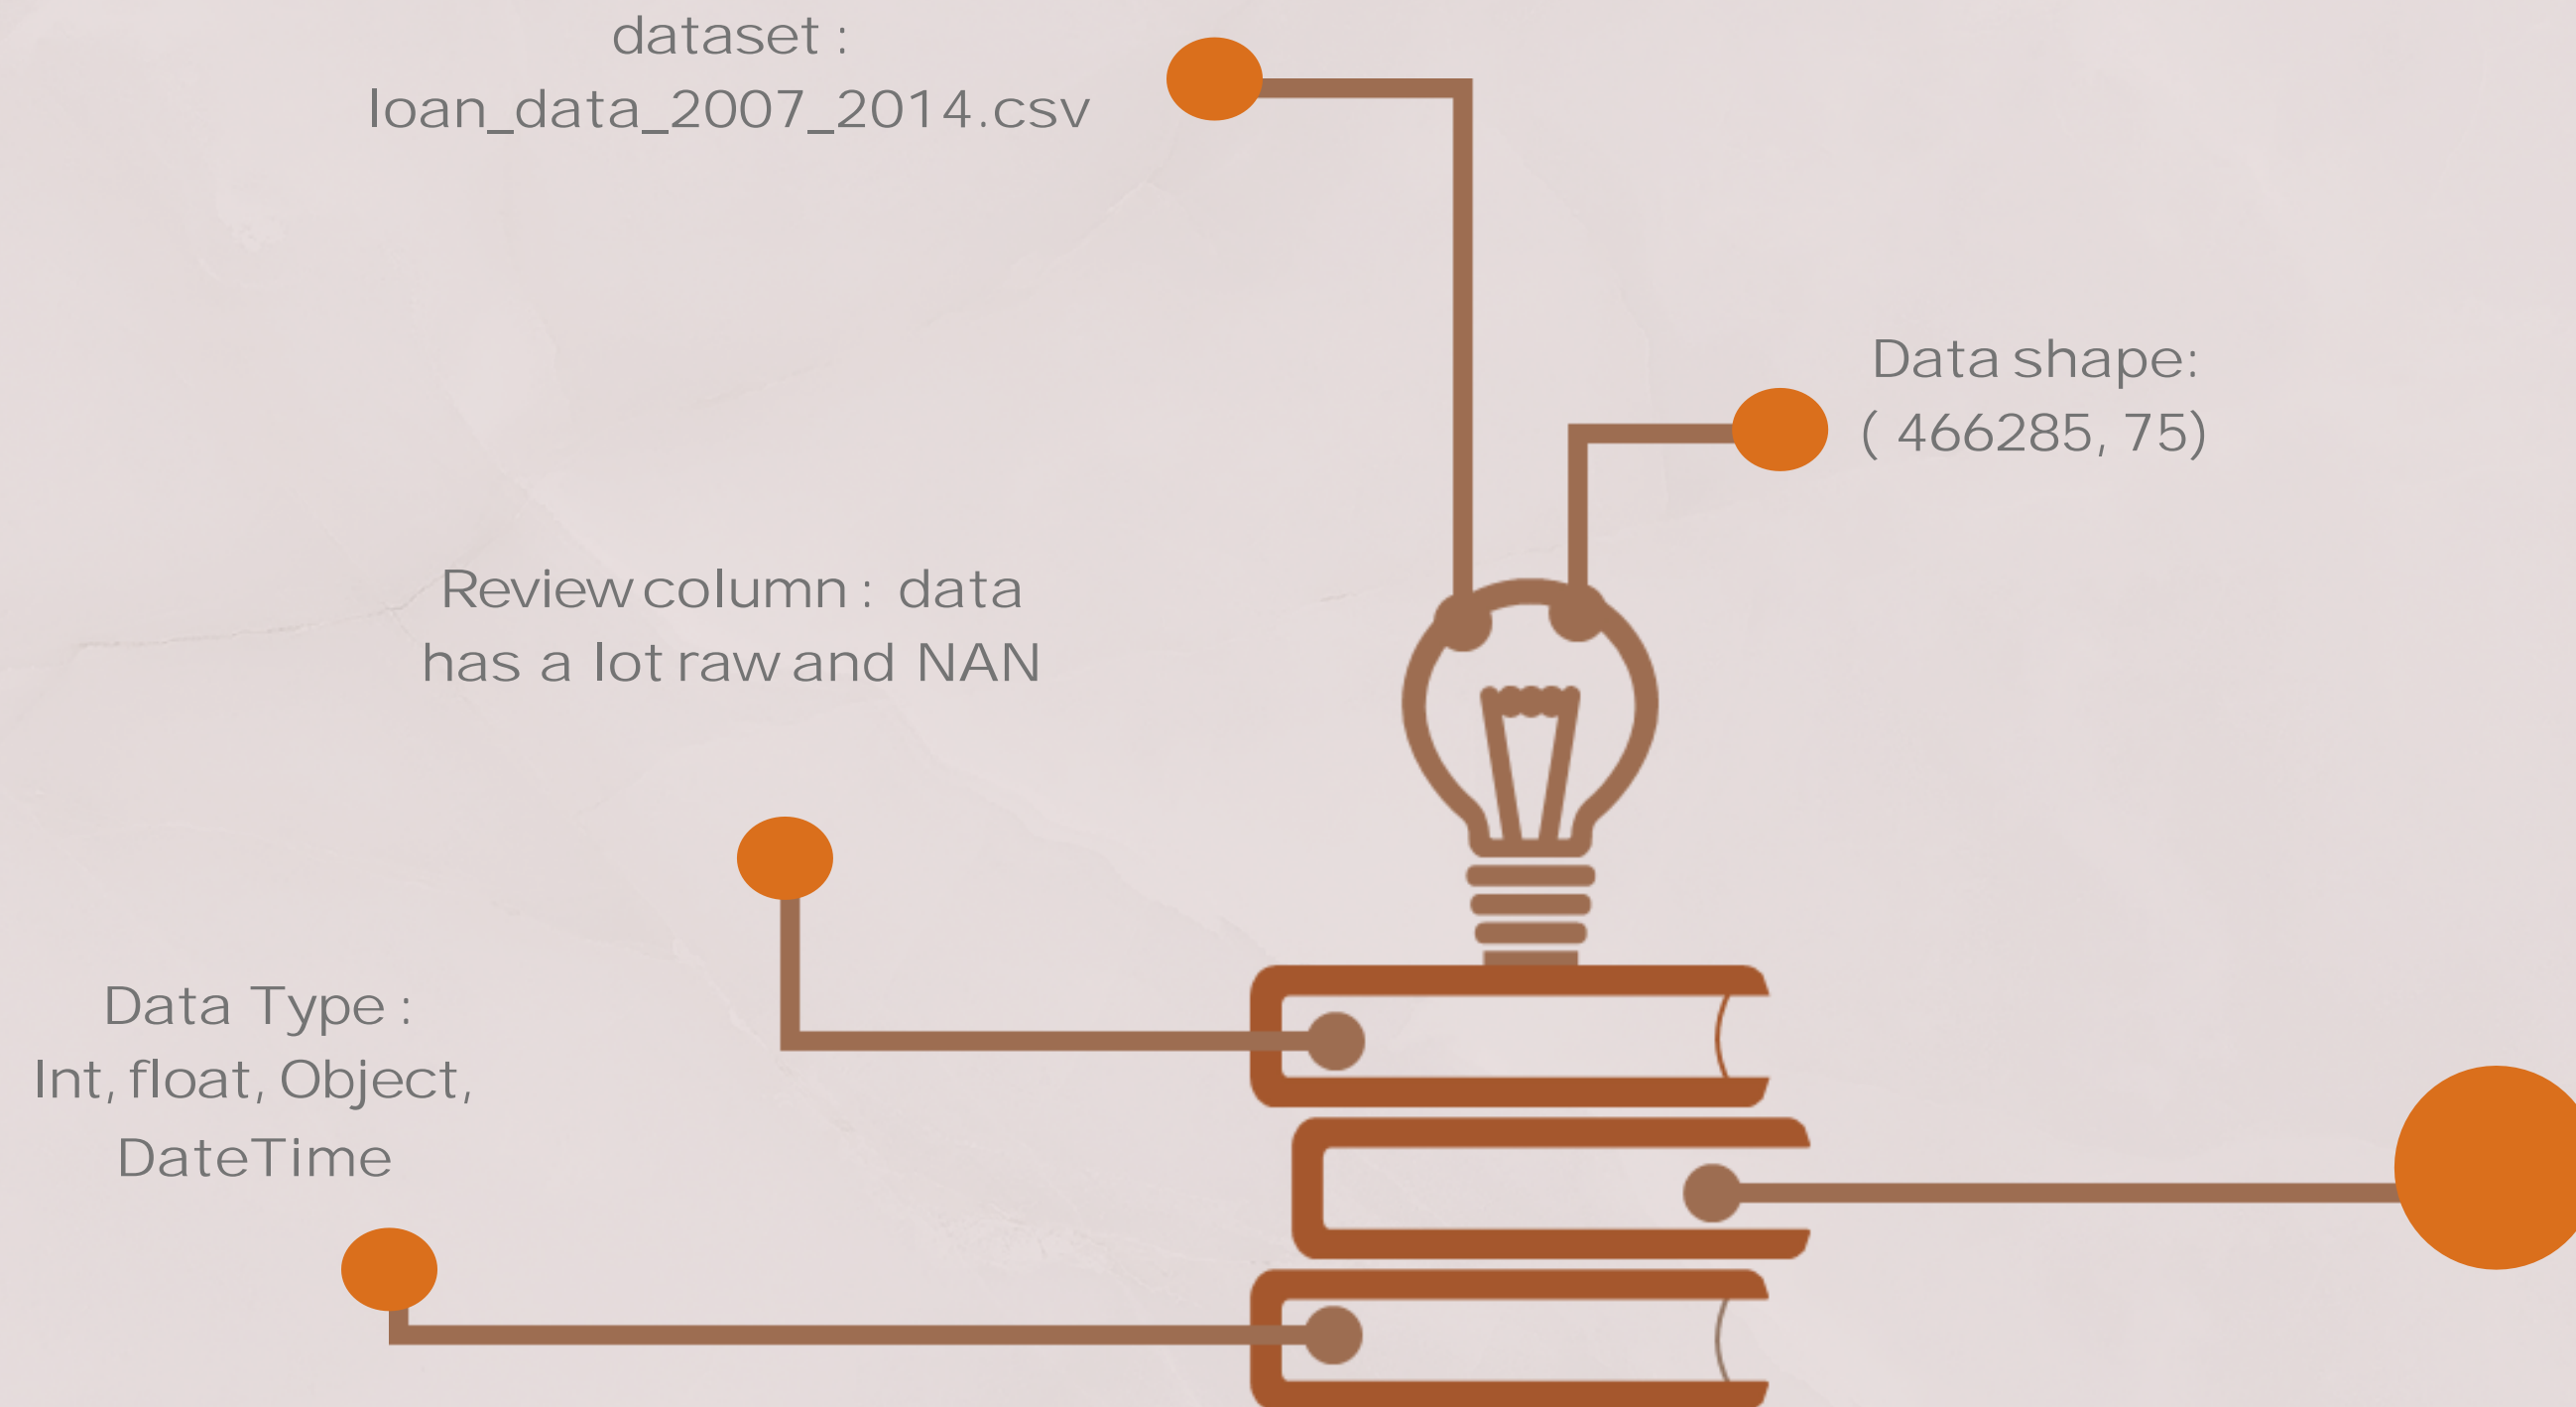 dataset :
loan_data_2007_2014.csv
Data shape:
( 466285, 75)
Review column : data
has a lot raw and NAN
Data Type :
Int, float, Object,
DateTime